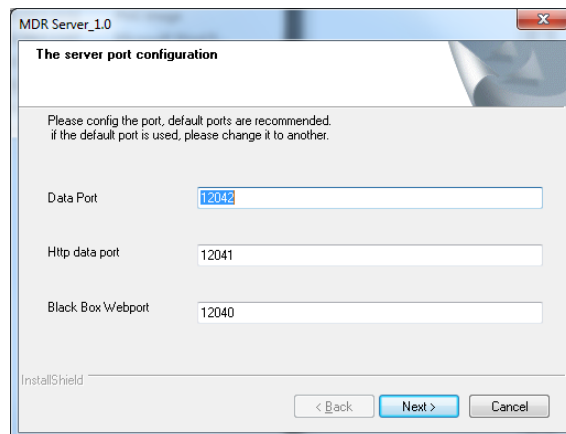 MDR Server_1.0
The server port configuration
Please config the port, default ports are recommended.
if the default port is used, please change it to another.
Data Port
12042
Http data port
12041
Black Box Webport
12040
InstallShield
< Back
Next >
Cancel